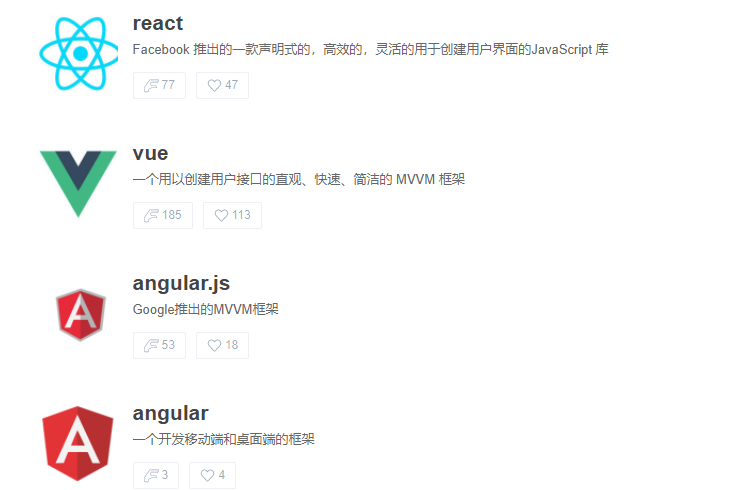 react
Facebook 推出的一款声明式的，高效的，灵活的用于创建用户界面的JavaScript 库
77 47
vue
一个用以创建用户接口的直观、快速、简洁的 MVVM 框架
185 113
A
angular.js
Google推出的MVVM框架
53 18
A
angular
一个开发移动端和桌面端的框架
3 4